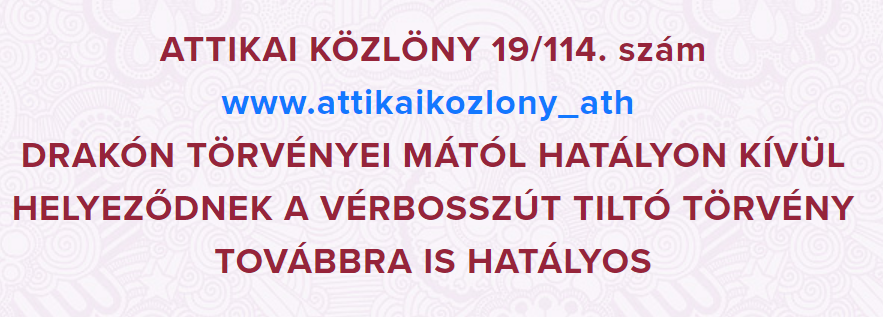 ATTIKAI KÖZLÖNY 19/114. szám
www.attikaikozlony_ath
DRAKÓN TÖRVÉNYEI MÁTÓL HATÁLYON KÍVÜL
HELYEZŐDNEK A VÉRBOSSZÚT TILTÓ TÖRVÉNY
TOVÁBBRA IS HATÁLYOS